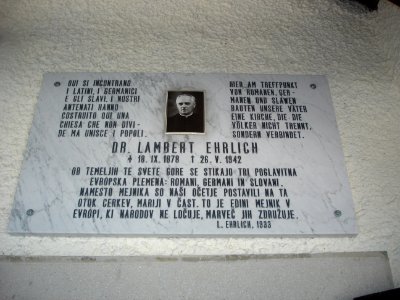 QUI SI INCONTRANO
I LATINI, I GERMANICI
E GLI SLAVI. I NOSTRI
ANTENATI HANNO
COSTRUITO QUI UNA
CHIESA CHE NON DIVI-
DE MA UNISCE I POPOLI.
HIER AM TREFFPUNKT
VON ROMANEN, GER-
MANEN UND SLAWEN
BAUTEN UNSERE VÄTER
EINE KIRCHE, DIE DIE
VÖLKER NICHT TRENNT,
SONDERN VERBINDET.
DR. LAMBERT EHRLICH
* 18. IX. 1878 † 26. V. 1942
OB TEMELJIH TE SVETE GORE SE STIKAJO TRI POGLAVITNA
EVROPSKA PLEMENA: ROMANI, GERMANI IN SLOVANI.
NAMESTO MEJNIKA SO NAŠI OČETJE POSTAVILI NA TA
OTOK CERKEV, MARIJI V ČAST. TO JE EDINI MEJNIK V
EVROPI, KI NARODOV NE LOČUJE, MARVEČ JIH ZDRUŽUJE.
L. EHRLICH, 1933